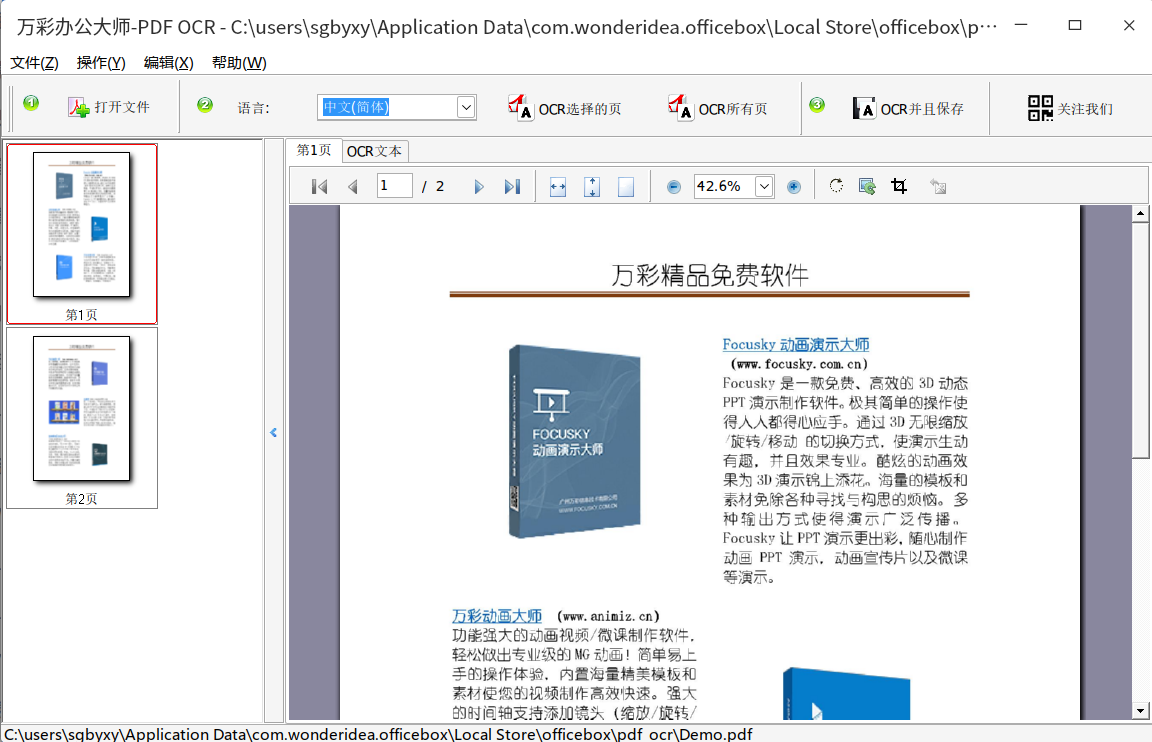 万彩办公大师-PDF OCR - C:\users\sgbyxy\Application Data\com.wonderidea.officebox\Local Store\officebox\p···
文件(Z) 操作(Y) 编辑(X) 帮助(W)
1 打开文件 2 语言: 中文(简体) OCR选择的页 OCR所有页 3 OCR并且保存 关注我们
第1页 OCR文本
1 / 2 42.6%
第1页
第2页
万彩精品免费软件
FOCUSKY
动画演示大师
WWW.FOCUSKY.COM.CN
Focusky 动画演示大师
(www.focusky.com.cn)
Focusky 是一款免费、高效的 3D 动态
PPT 演示制作软件。极其简单的操作使
得人人都得心应手。通过 3D 无限缩放
/旋转/移动 的切换方式，使演示生动
有趣，并且效果专业。酷炫的动画效
果为 3D 演示锦上添花。海量的模板和
素材免除各种寻找与构思的烦恼。多
种输出方式使得演示广泛传播。
Focusky 让 PPT 演示更出彩，随心制作
动画 PPT 演示，动画宣传片以及微课
等演示。
万彩动画大师 (www.animiz.cn)
功能强大的动画视频/微课制作软件，
轻松做出专业级的 MG 动画！简单易上
手的操作体验，内置海量精美模板和
素材使您的视频制作高效快速。强大
的时间轴支持添加镜头（缩放/旋转/
C:\users\sgbyxy\Application Data\com.wonderidea.officebox\Local Store\officebox\pdf_ocr\Demo.pdf